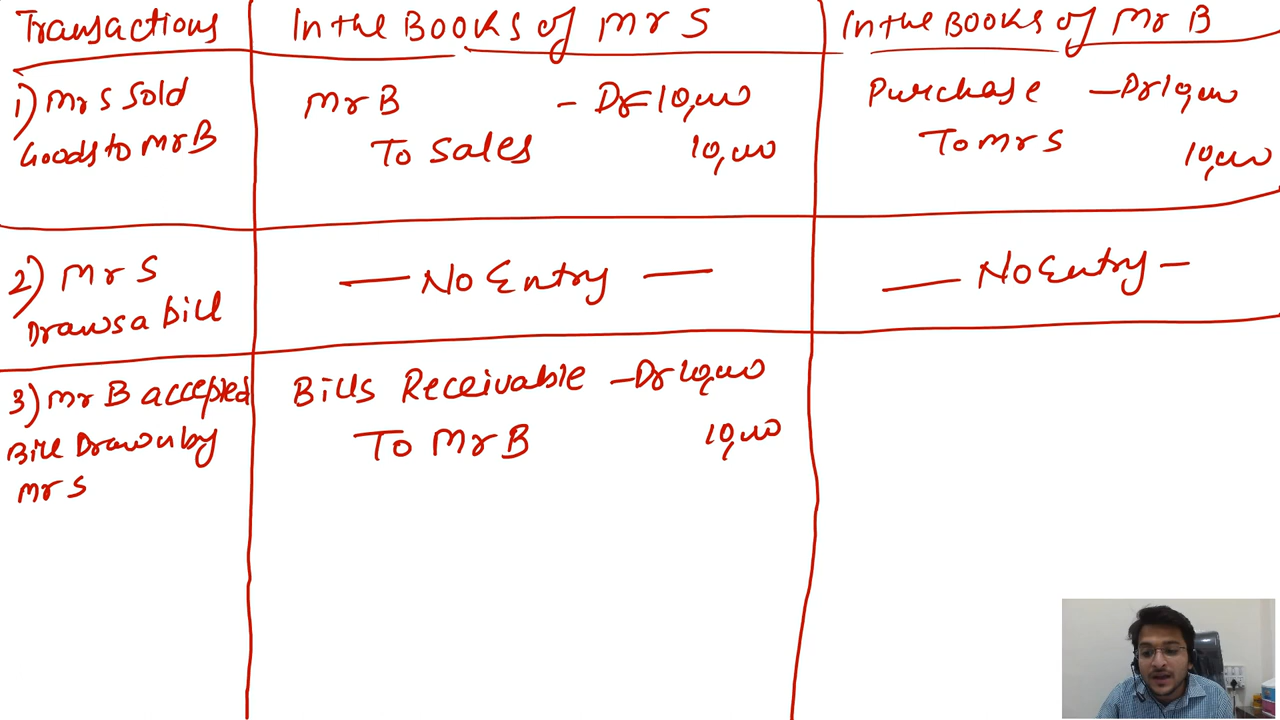 Transactions
In the Books of Mr S
In the Books of Mr B
1) Mr S Sold
Goods to Mr B
Mr B - Dr 10,000
To Sales 10,000
Purchase - Dr 10,000
To Mr S 10,000
2) Mr S
Draws a bill
— No Entry —
— No Entry —
3) Mr B accepted
Bill Drawn by
Mr S
Bills Receivable - Dr 10,000
To Mr B 10,000